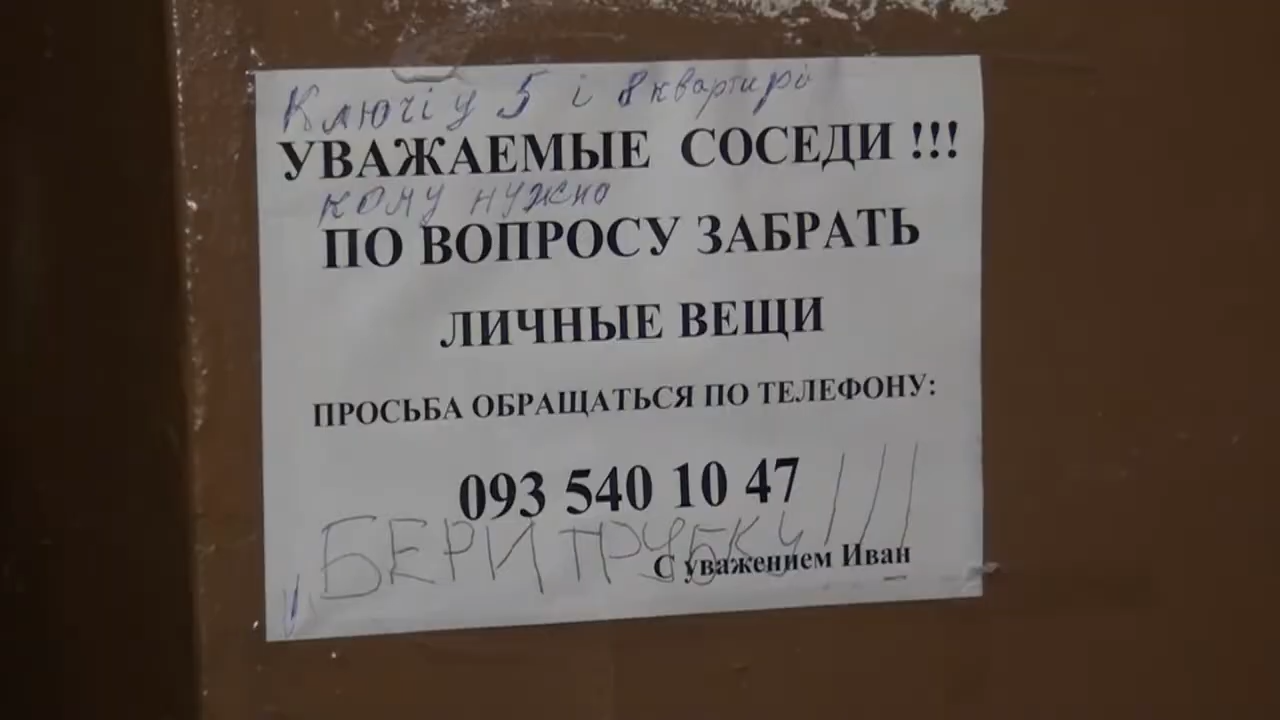 Ключі у 5 і 8 квартирі
УВАЖАЕМЫЕ СОСЕДИ !!!
кому нужно
ПО ВОПРОСУ ЗАБРАТЬ
ЛИЧНЫЕ ВЕЩИ
ПРОСЬБА ОБРАЩАТЬСЯ ПО ТЕЛЕФОНУ:
093 540 10 47
БЕРИ ТРУБКУ!!!
С уважением Иван